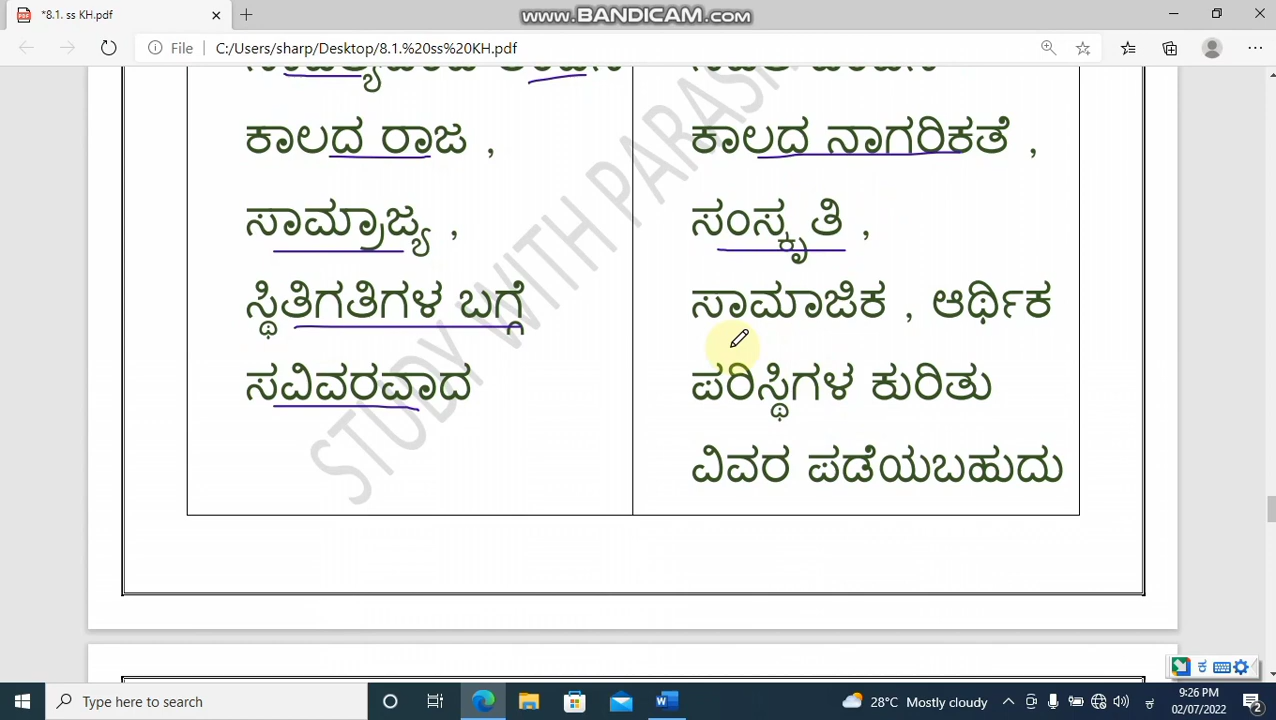 *8.1. ss KH.pdf
www.BANDICAM.com
File C:/Users/sharp/Desktop/8.1.%20ss%20KH.pdf
ಕಾಲದ ರಾಜ ,
ಸಾಮ್ರಾಜ್ಯ ,
ಸ್ಥಿತಿಗತಿಗಳ ಬಗ್ಗೆ
ಸವಿವರವಾದ
ಕಾಲದ ನಾಗರಿಕತೆ ,
ಸಂಸ್ಕೃತಿ ,
ಸಾಮಾಜಿಕ , ಆರ್ಥಿಕ
ಪರಿಸ್ಥಿಗಳ ಕುರಿತು
ವಿವರ ಪಡೆಯಬಹುದು
STUDY WITH PARAS
Type here to search
28°C Mostly cloudy
9:26 PM
02/07/2022